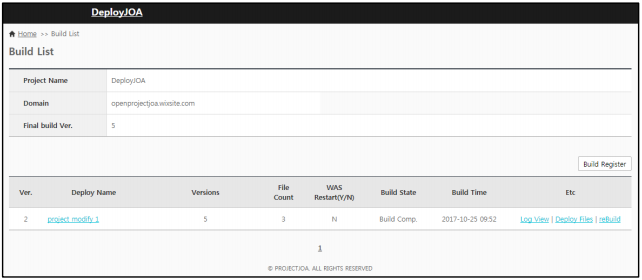 DeployJOA
Home >> Build List
Build List
Project Name DeployJOA
Domain openprojectjoa.wixsite.com
Final build Ver. 5
Build Register
Ver. Deploy Name Versions File Count WAS Restart(Y/N) Build State Build Time Etc
2 project modify 1 5 3 N Build Comp. 2017-10-25 09:52 Log View | Deploy Files | reBuild
1
© PROJECTJOA. ALL RIGHTS RESERVED